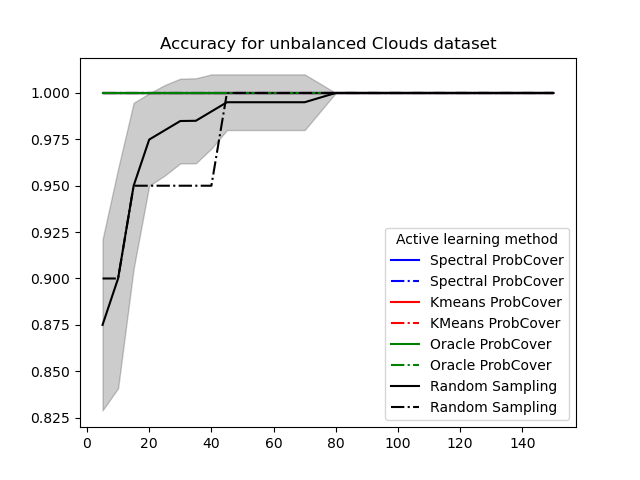 Accuracy for unbalanced Clouds dataset
1.000
0.975
0.950
0.925
0.900
0.875
0.850
0.825
0
20
40
60
80
100
120
140
Active learning method
Spectral ProbCover
Spectral ProbCover
Kmeans ProbCover
KMeans ProbCover
Oracle ProbCover
Oracle ProbCover
Random Sampling
Random Sampling